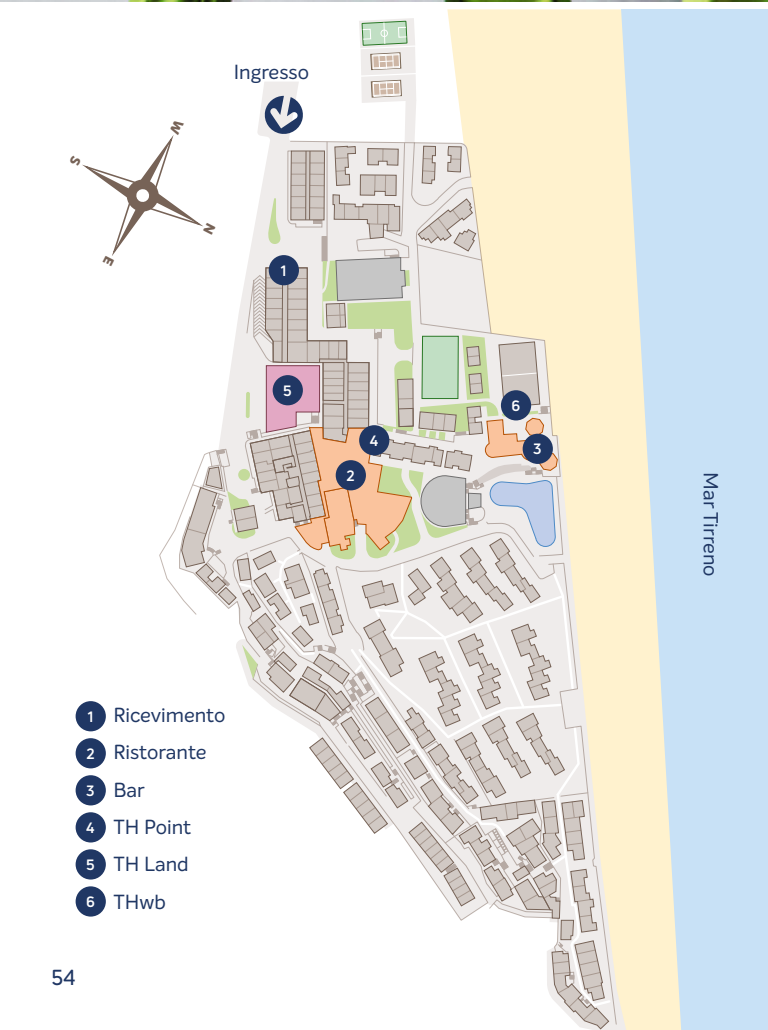 Ingresso
W
S
N
E
1
5
6
4
3
2
Mar Tirreno
1 Ricevimento
2 Ristorante
3 Bar
4 TH Point
5 TH Land
6 THwb
54